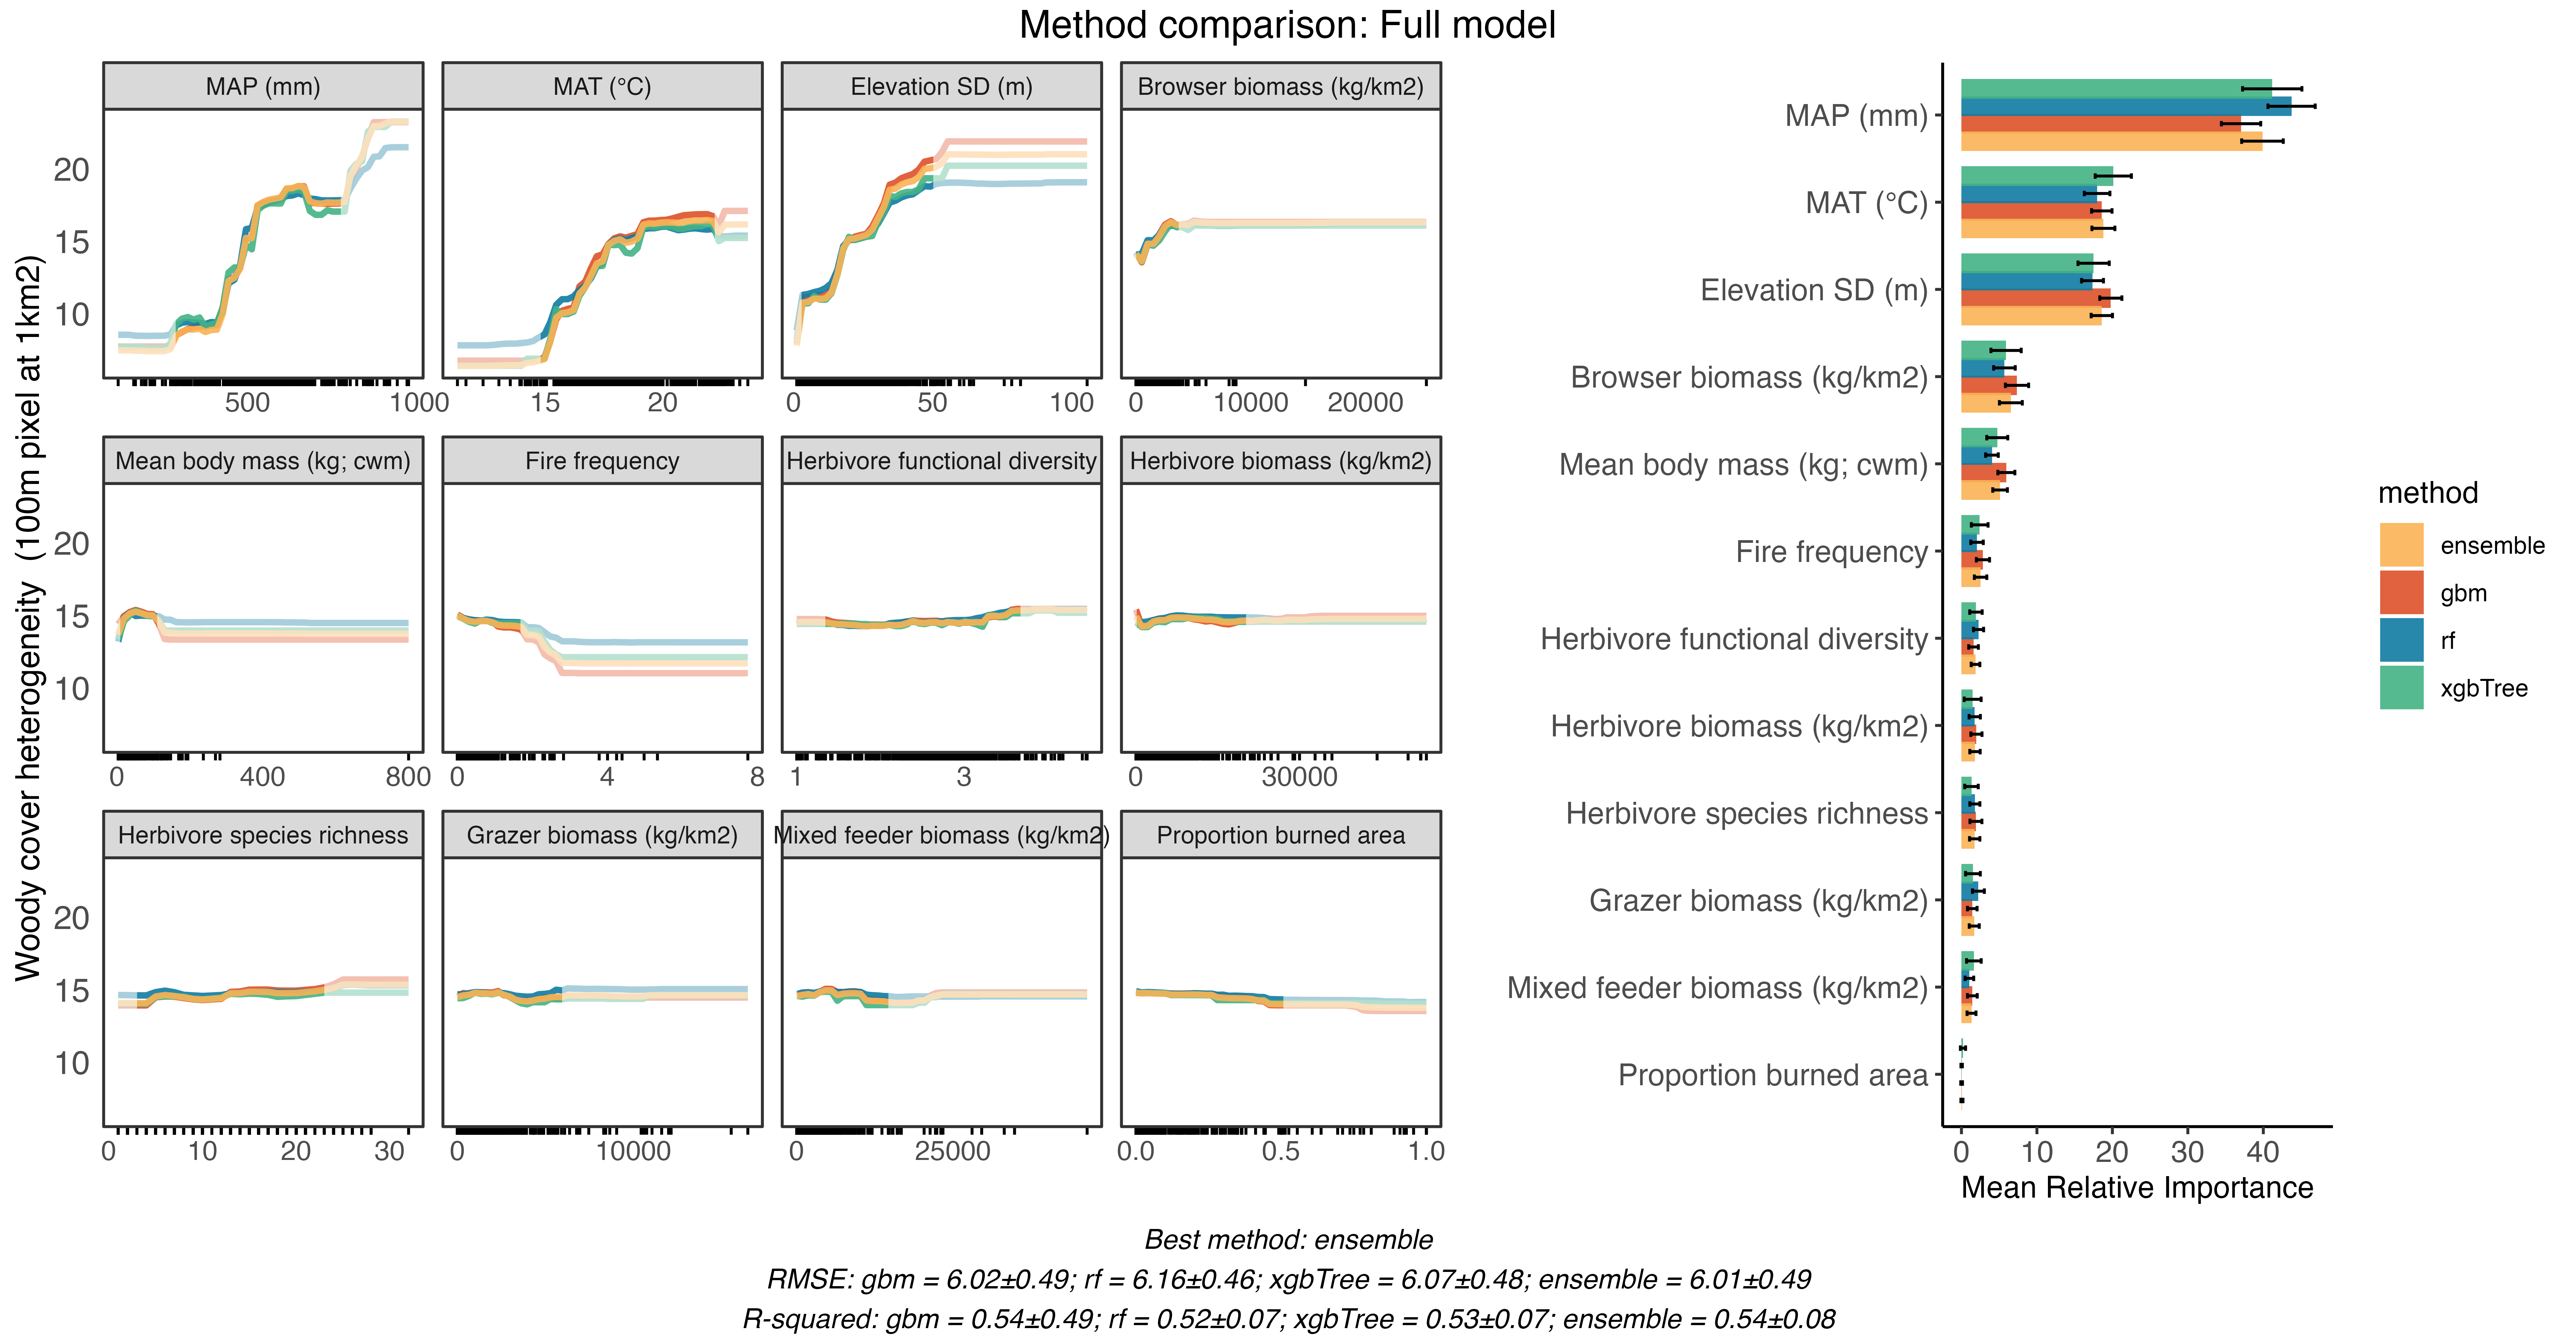 Method comparison: Full model
Woody cover heterogeneity (100m pixel at 1km2)
MAP (mm)
MAT (°C)
Elevation SD (m)
Browser biomass (kg/km2)
20
15
10
500 1000
15 20
0 50 100
0 10000 20000
Mean body mass (kg; cwm)
Fire frequency
Herbivore functional diversity
Herbivore biomass (kg/km2)
20
15
10
0 400 800
0 4 8
1 3
0 30000
Herbivore species richness
Grazer biomass (kg/km2)
Mixed feeder biomass (kg/km2)
Proportion burned area
20
15
10
0 10 20 30
0 10000
0 25000
0.0 0.5 1.0
MAP (mm)
MAT (°C)
Elevation SD (m)
Browser biomass (kg/km2)
Mean body mass (kg; cwm)
Fire frequency
Herbivore functional diversity
Herbivore biomass (kg/km2)
Herbivore species richness
Grazer biomass (kg/km2)
Mixed feeder biomass (kg/km2)
Proportion burned area
0 10 20 30 40
Mean Relative Importance
method
ensemble
gbm
rf
xgbTree
Best method: ensemble
RMSE: gbm = 6.02±0.49; rf = 6.16±0.46; xgbTree = 6.07±0.48; ensemble = 6.01±0.49
R-squared: gbm = 0.54±0.49; rf = 0.52±0.07; xgbTree = 0.53±0.07; ensemble = 0.54±0.08